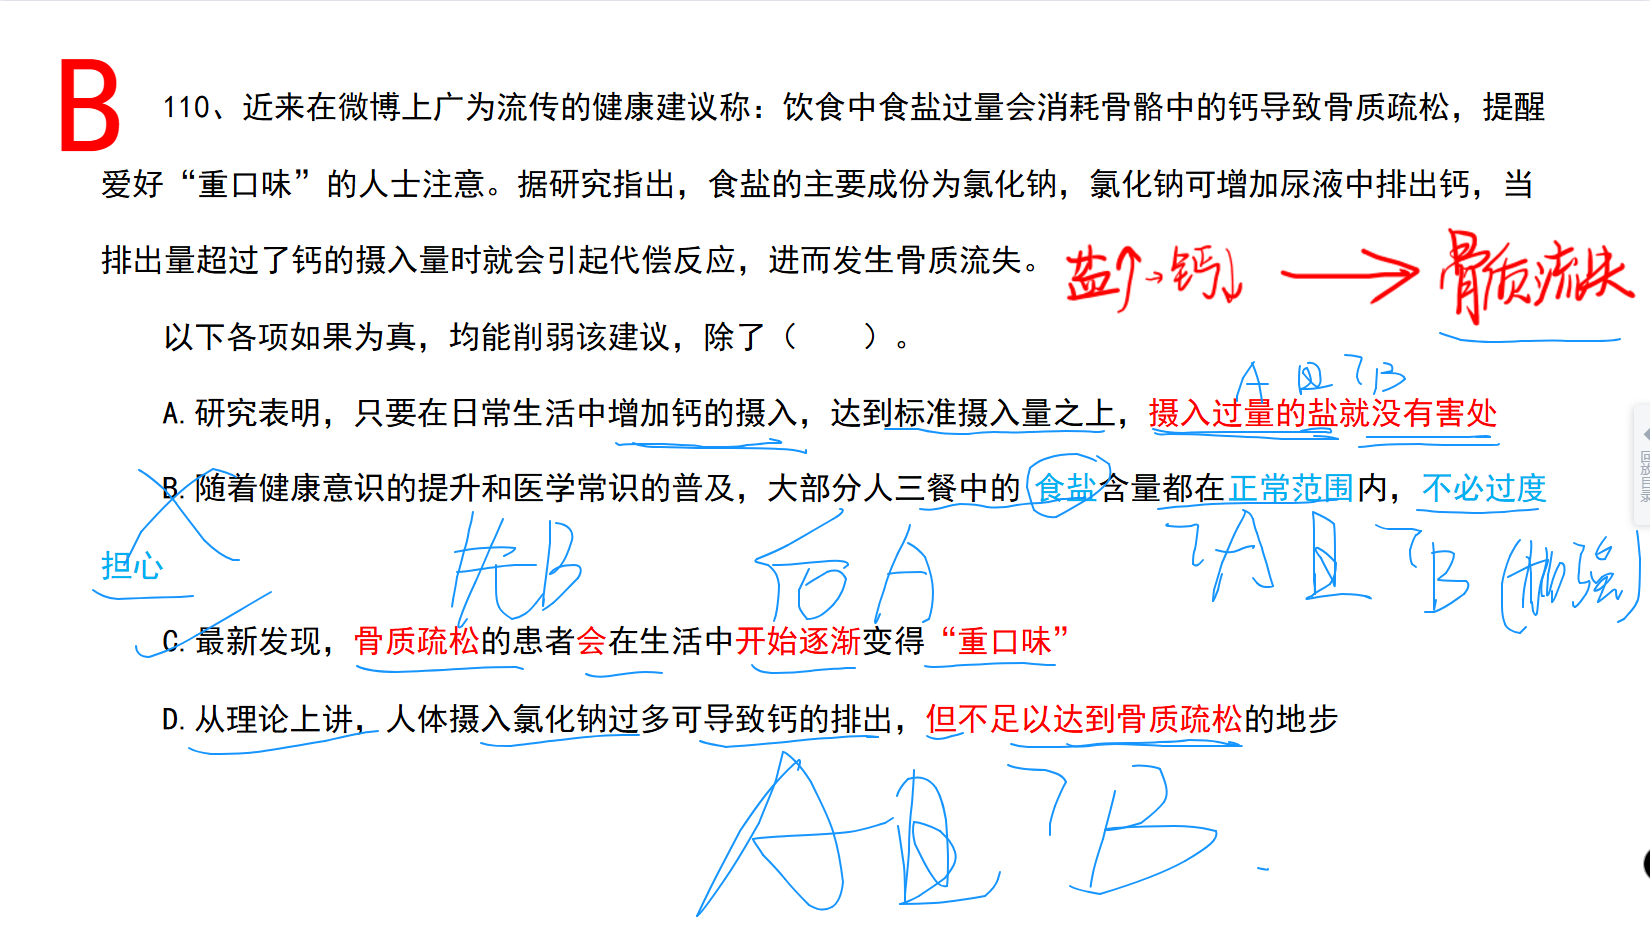 B
110、近来在微博上广为流传的健康建议称：饮食中食盐过量会消耗骨骼中的钙导致骨质疏松，提醒
爱好“重口味”的人士注意。据研究指出，食盐的主要成份为氯化钠，氯化钠可增加尿液中排出钙，当
排出量超过了钙的摄入量时就会引起代偿反应，进而发生骨质流失。
盐↑→钙↓ → 骨质流失
以下各项如果为真，均能削弱该建议，除了（　　）。
A 且 ㄱB
A.研究表明，只要在日常生活中增加钙的摄入，达到标准摄入量之上，摄入过量的盐就没有害处
B.随着健康意识的提升和医学常识的普及，大部分人三餐中的食盐含量都在正常范围内，不必过度
担心
先B 后A ㄱA 且 ㄱB (加强)
C.最新发现，骨质疏松的患者会在生活中开始逐渐变得“重口味”
D.从理论上讲，人体摄入氯化钠过多可导致钙的排出，但不足以达到骨质疏松的地步
A 且 ㄱB
回放目录